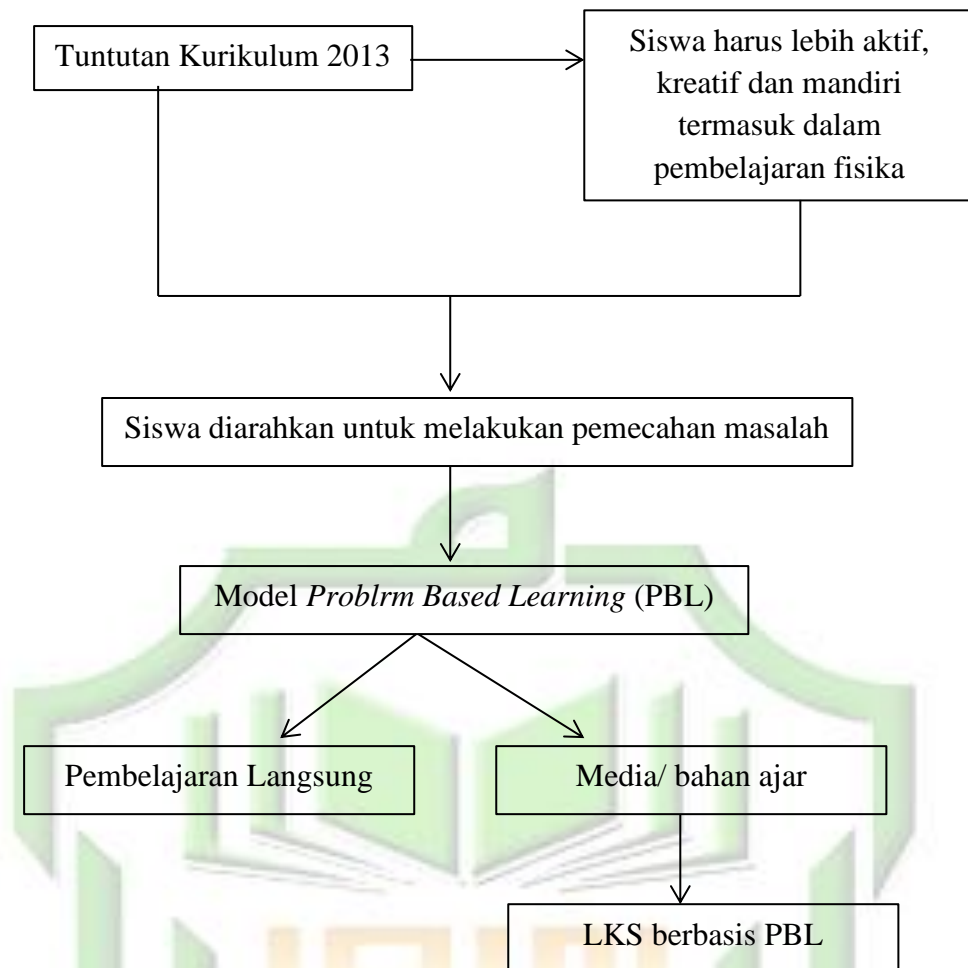 Tuntutan Kurikulum 2013
Siswa harus lebih aktif,
kreatif dan mandiri
termasuk dalam
pembelajaran fisika
Siswa diarahkan untuk melakukan pemecahan masalah
Model Problrm Based Learning (PBL)
Pembelajaran Langsung
Media/ bahan ajar
LKS berbasis PBL